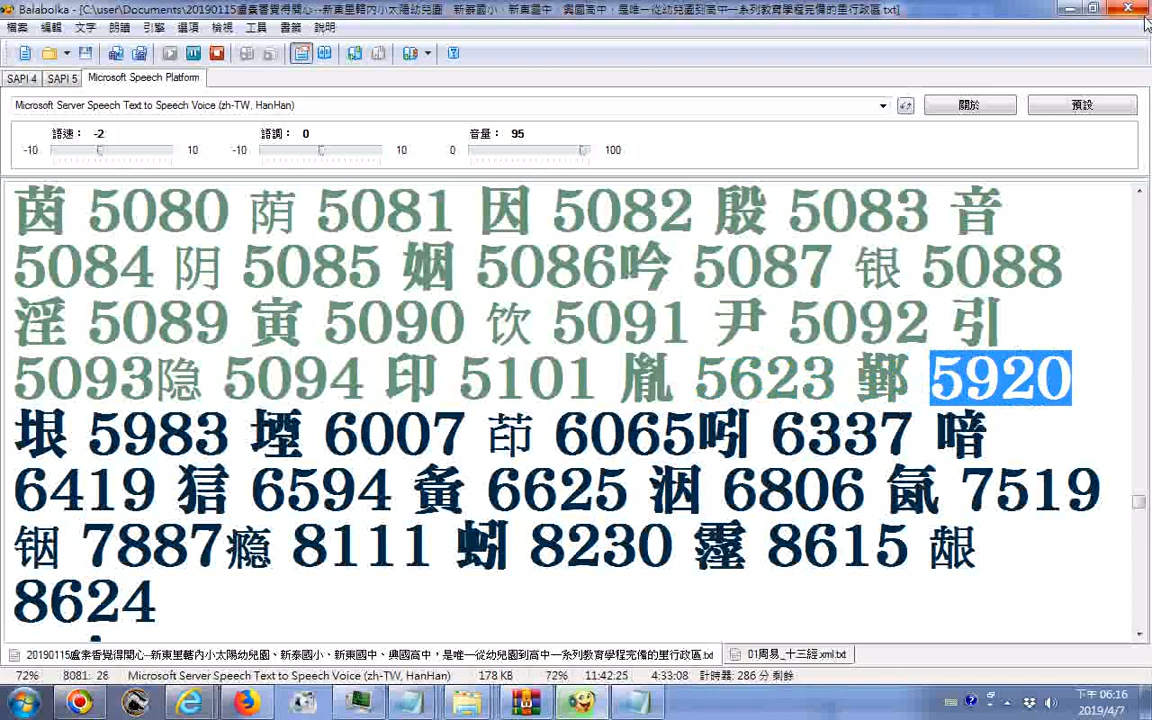 Balabolka - [C:\user\Documents\20190115盧素香覺得開心--新東里轄內小太陽幼兒園、新泰國小、新東國中、興國高中，是唯一從幼兒園到高中一系列教育學程完備的里行政區.txt]
檔案 編輯 文字 朗讀 引擎 選項 檢視 工具 書籤 說明
SAPI 4 SAPI 5 Microsoft Speech Platform
Microsoft Server Speech Text to Speech Voice (zh-TW, HanHan) 關於 預設
語速： -2 語調： 0 音量： 95
-10 10 -10 10 0 100
茵 5080 荫 5081 因 5082 殷 5083 音
5084 阴 5085 姻 5086吟 5087 银 5088
淫 5089 寅 5090 饮 5091 尹 5092 引
5093隐 5094 印 5101 胤 5623 鄞 5920
垠 5983 堙 6007 茚 6065吲 6337 喑
6419 狺 6594 夤 6625 洇 6806 氤 7519
铟 7887瘾 8111 蚓 8230 霪 8615 龈
8624
20190115盧素香覺得開心--新東里轄內小太陽幼兒園、新泰國小、新東國中、興國高中，是唯一從幼兒園到高中一系列教育學程完備的里行政區.txt 01周易_十三經.xml.txt
72% 8081: 28 Microsoft Server Speech Text to Speech Voice (zh-TW, HanHan) 178 KB 72% 11:42:25 4:33:08 計時器: 286 分 剩餘
下午 06:16
2019/4/7